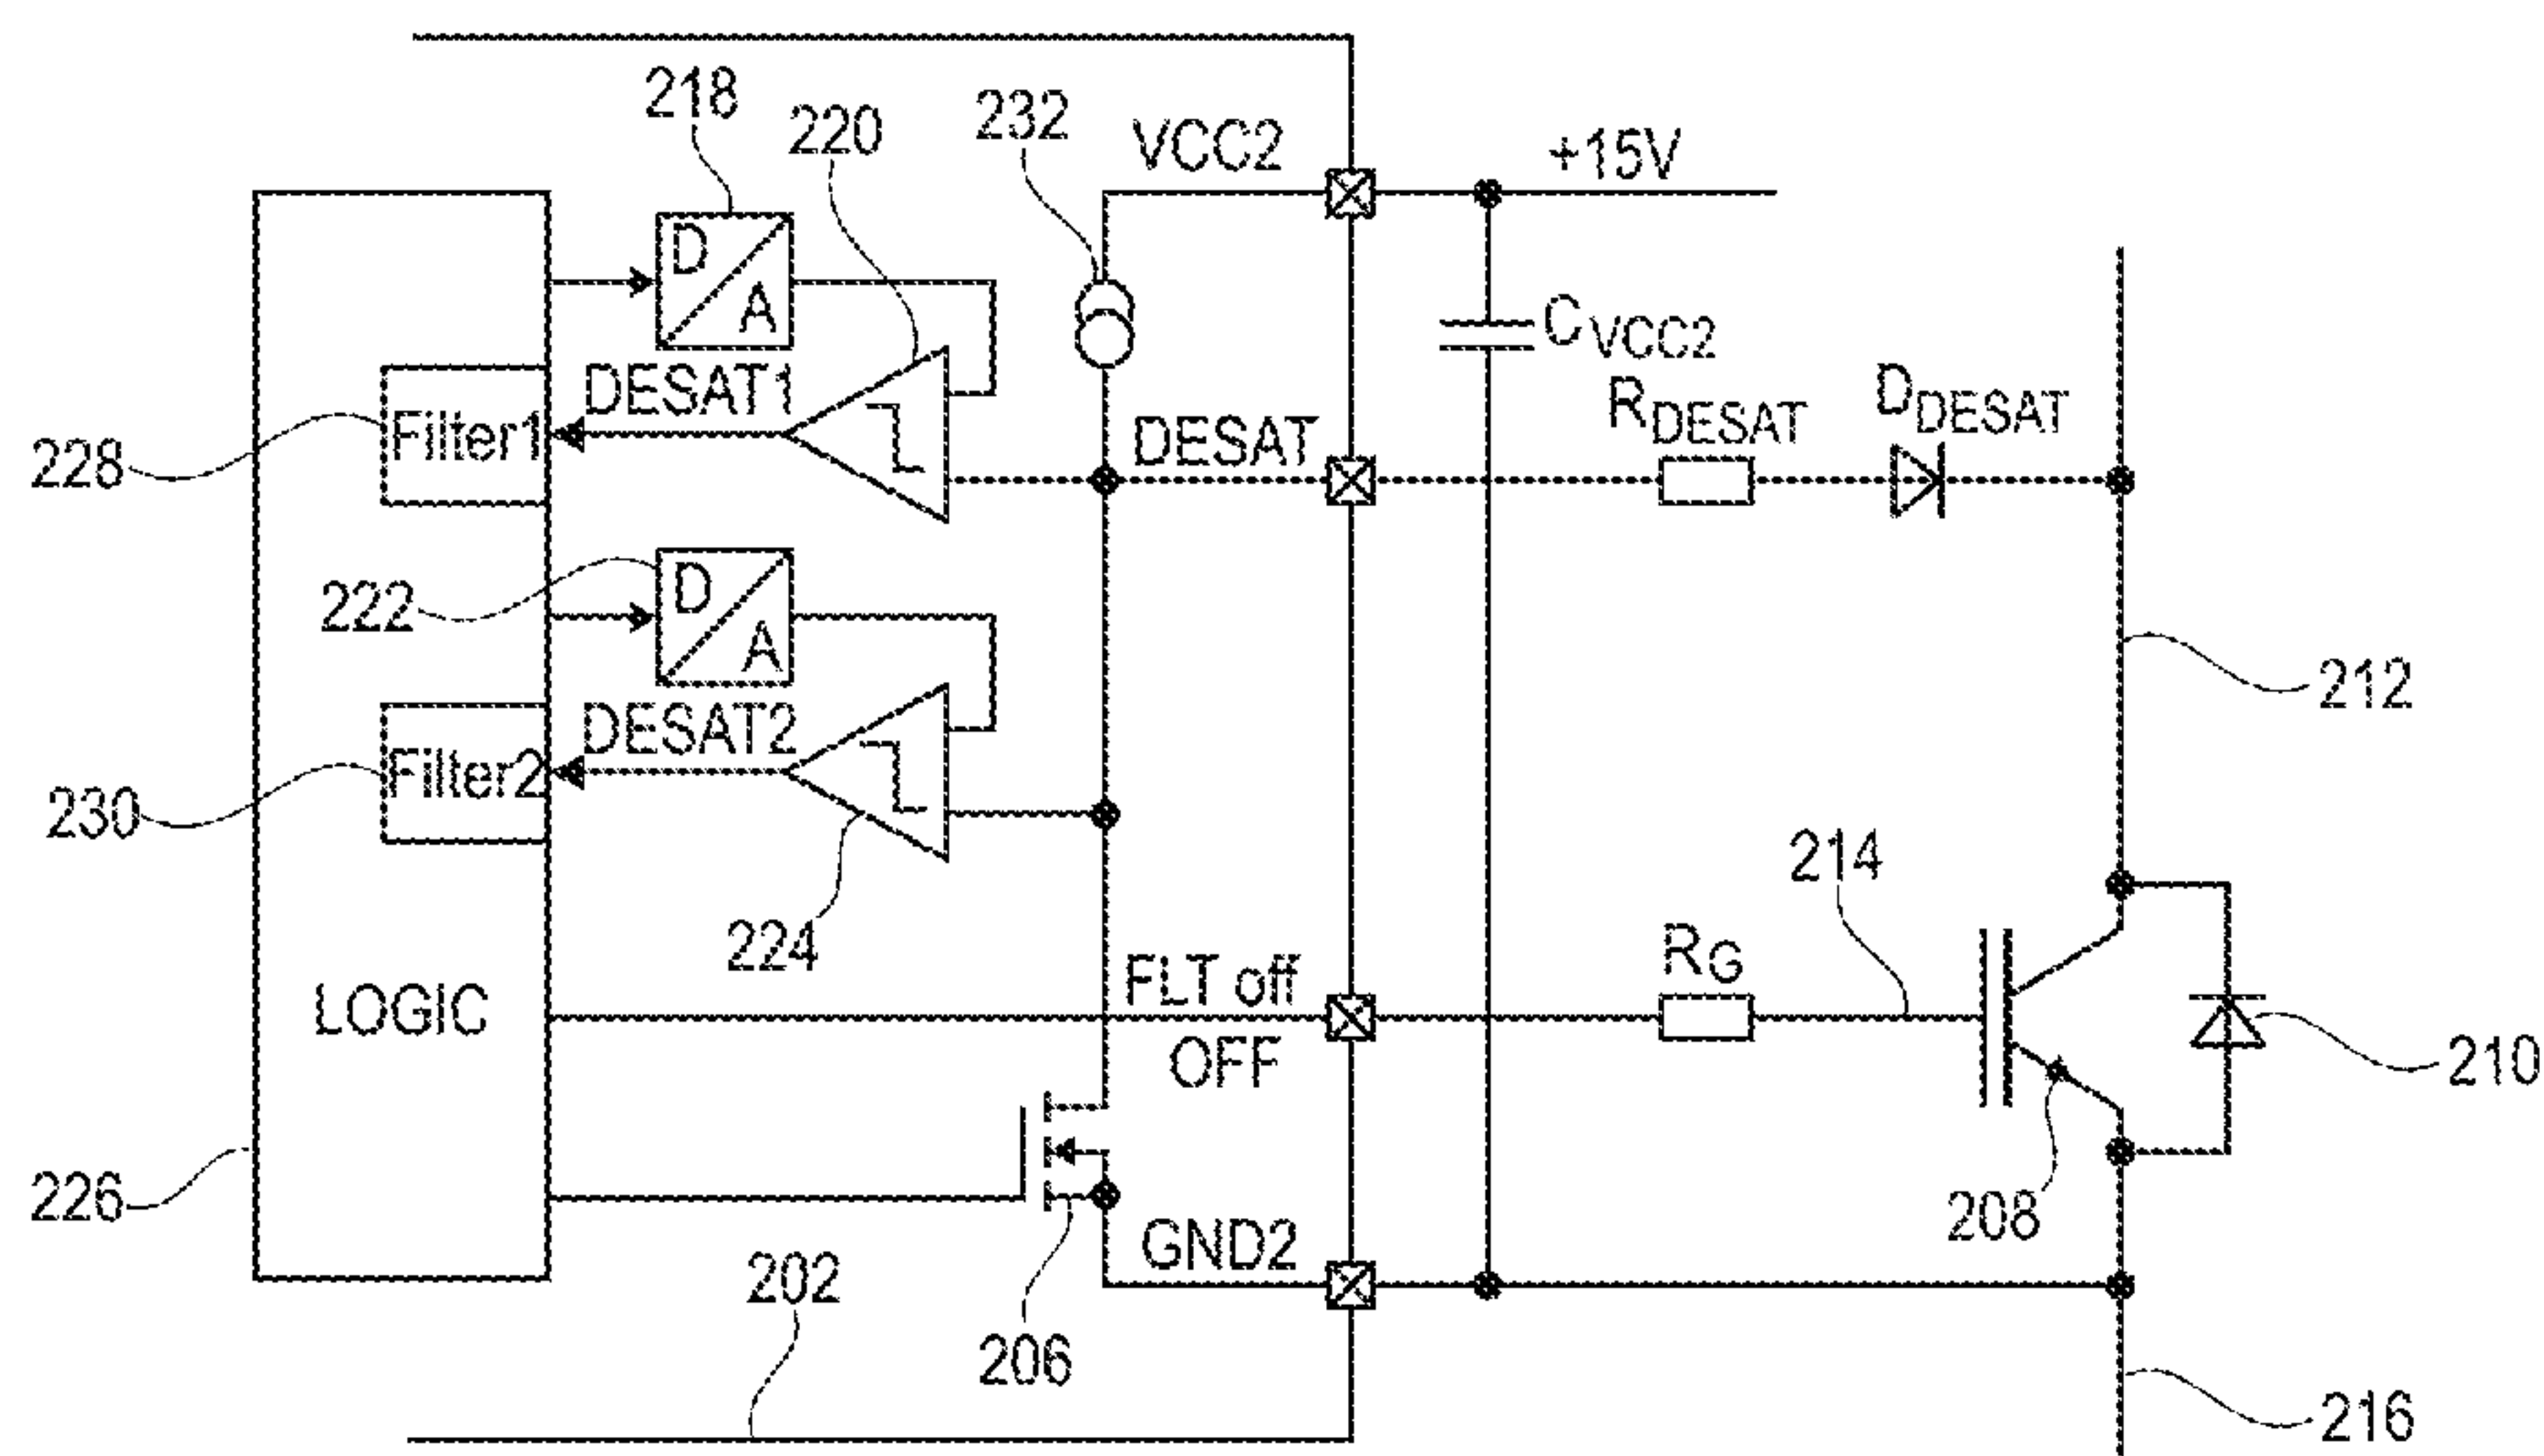 218
220
232
VCC2
+15V
D
A
CVCC2
DESAT1
Filter1
228
DESAT
RDESAT
DDESAT
222
D
A
212
DESAT2
Filter2
230
224
214
LOGIC
FLT off
OFF
RG
210
226
208
202
GND2
206
216